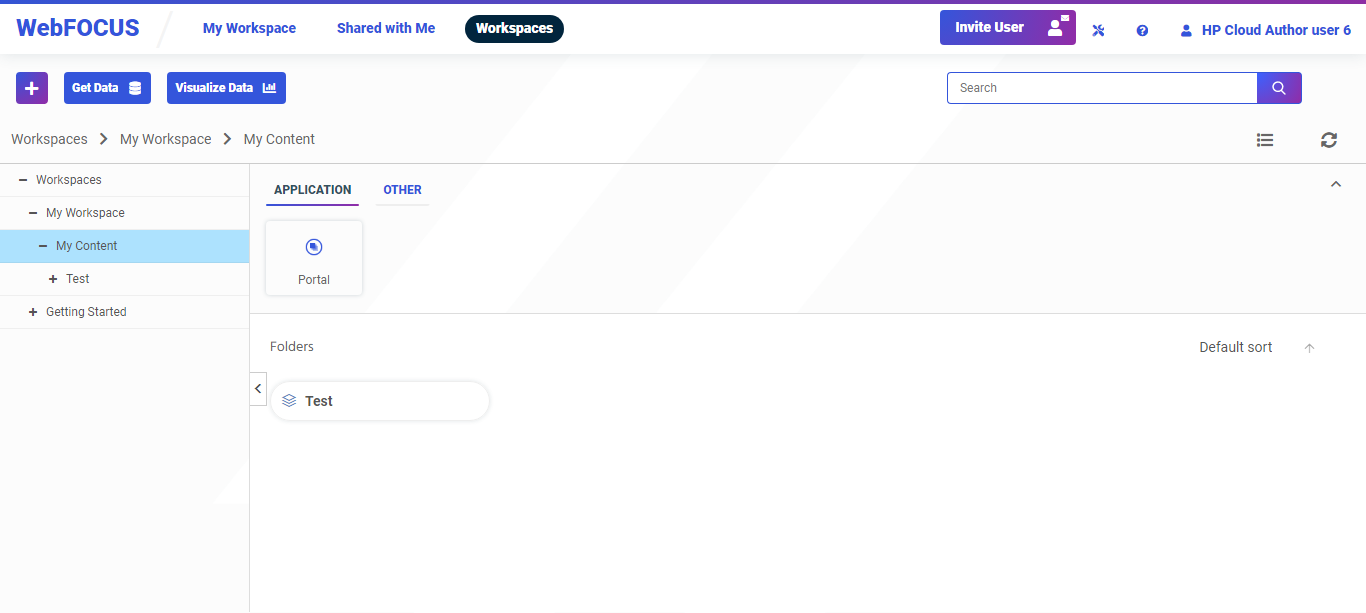 WebFOCUS
My Workspace
Shared with Me
Workspaces
Invite User
HP Cloud Author user 6
Get Data
Visualize Data
Search
Workspaces My Workspace My Content
Workspaces
My Workspace
My Content
Test
Getting Started
APPLICATION
OTHER
Portal
Folders
Default sort
Test